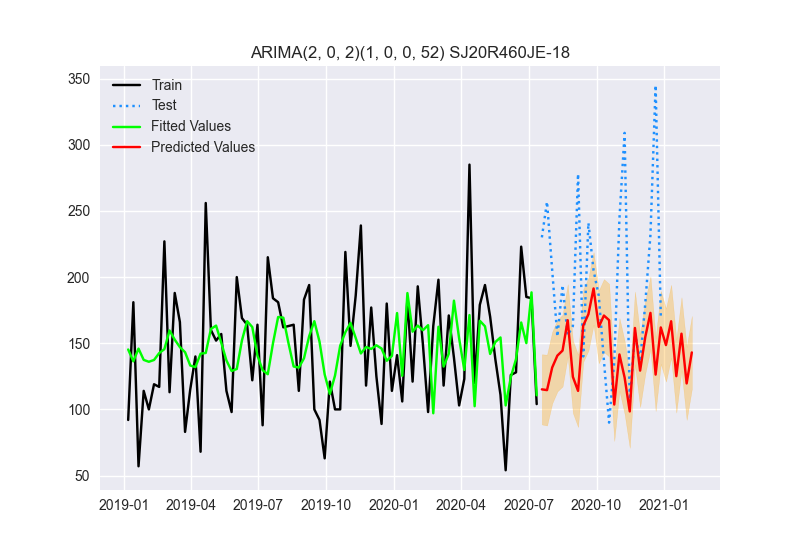 ARIMA(2, 0, 2)(1, 0, 0, 52) SJ20R460JE-18
350
300
250
200
150
100
50
Train
Test
Fitted Values
Predicted Values
2019-01 2019-04 2019-07 2019-10 2020-01 2020-04 2020-07 2020-10 2021-01